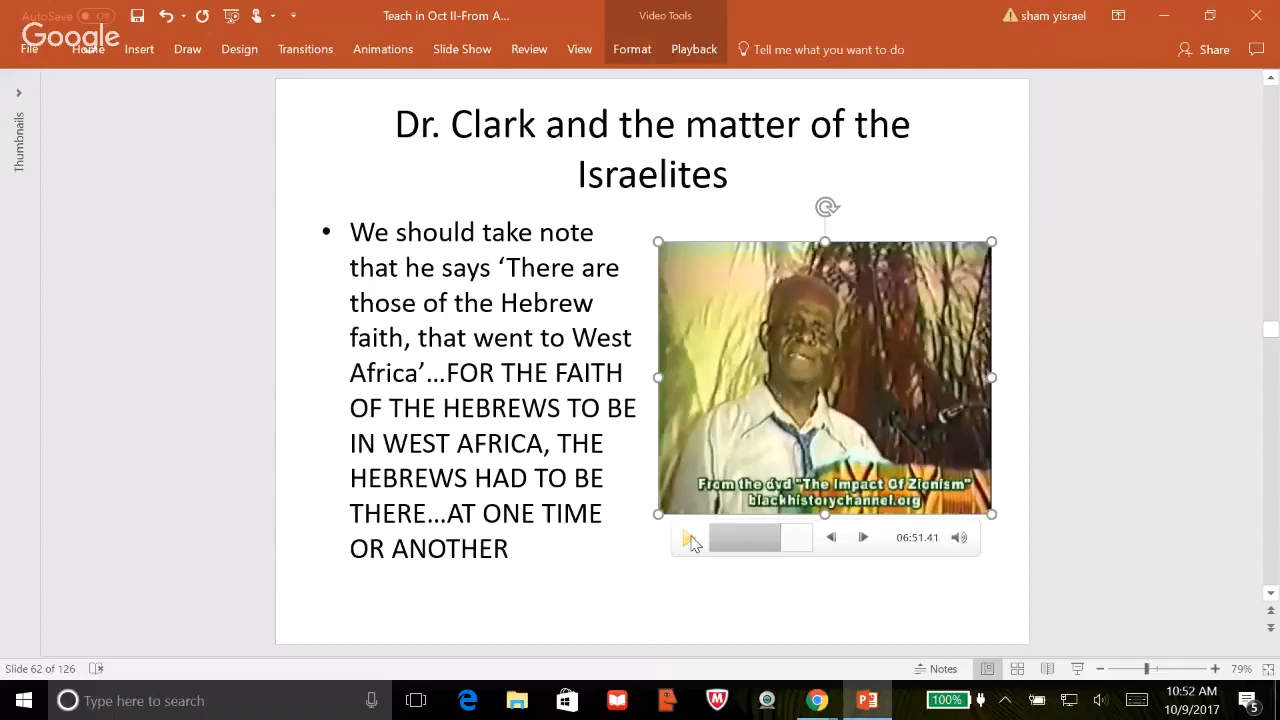 AutoSave Off
Teach in Oct II-From A...
Video Tools
sham yisrael
Google
File
Home
Insert
Draw
Design
Transitions
Animations
Slide Show
Review
View
Format
Playback
Tell me what you want to do
Share
Thumbnails
Dr. Clark and the matter of the
Israelites
• We should take note
that he says ‘There are
those of the Hebrew
faith, that went to West
Africa’...FOR THE FAITH
OF THE HEBREWS TO BE
IN WEST AFRICA, THE
HEBREWS HAD TO BE
THERE...AT ONE TIME
OR ANOTHER
From the dvd "The Impact Of Zionism"
blackhistorychannel.org
06:51.41
Slide 62 of 126
Notes
79%
Type here to search
100%
10:52 AM
10/9/2017
5